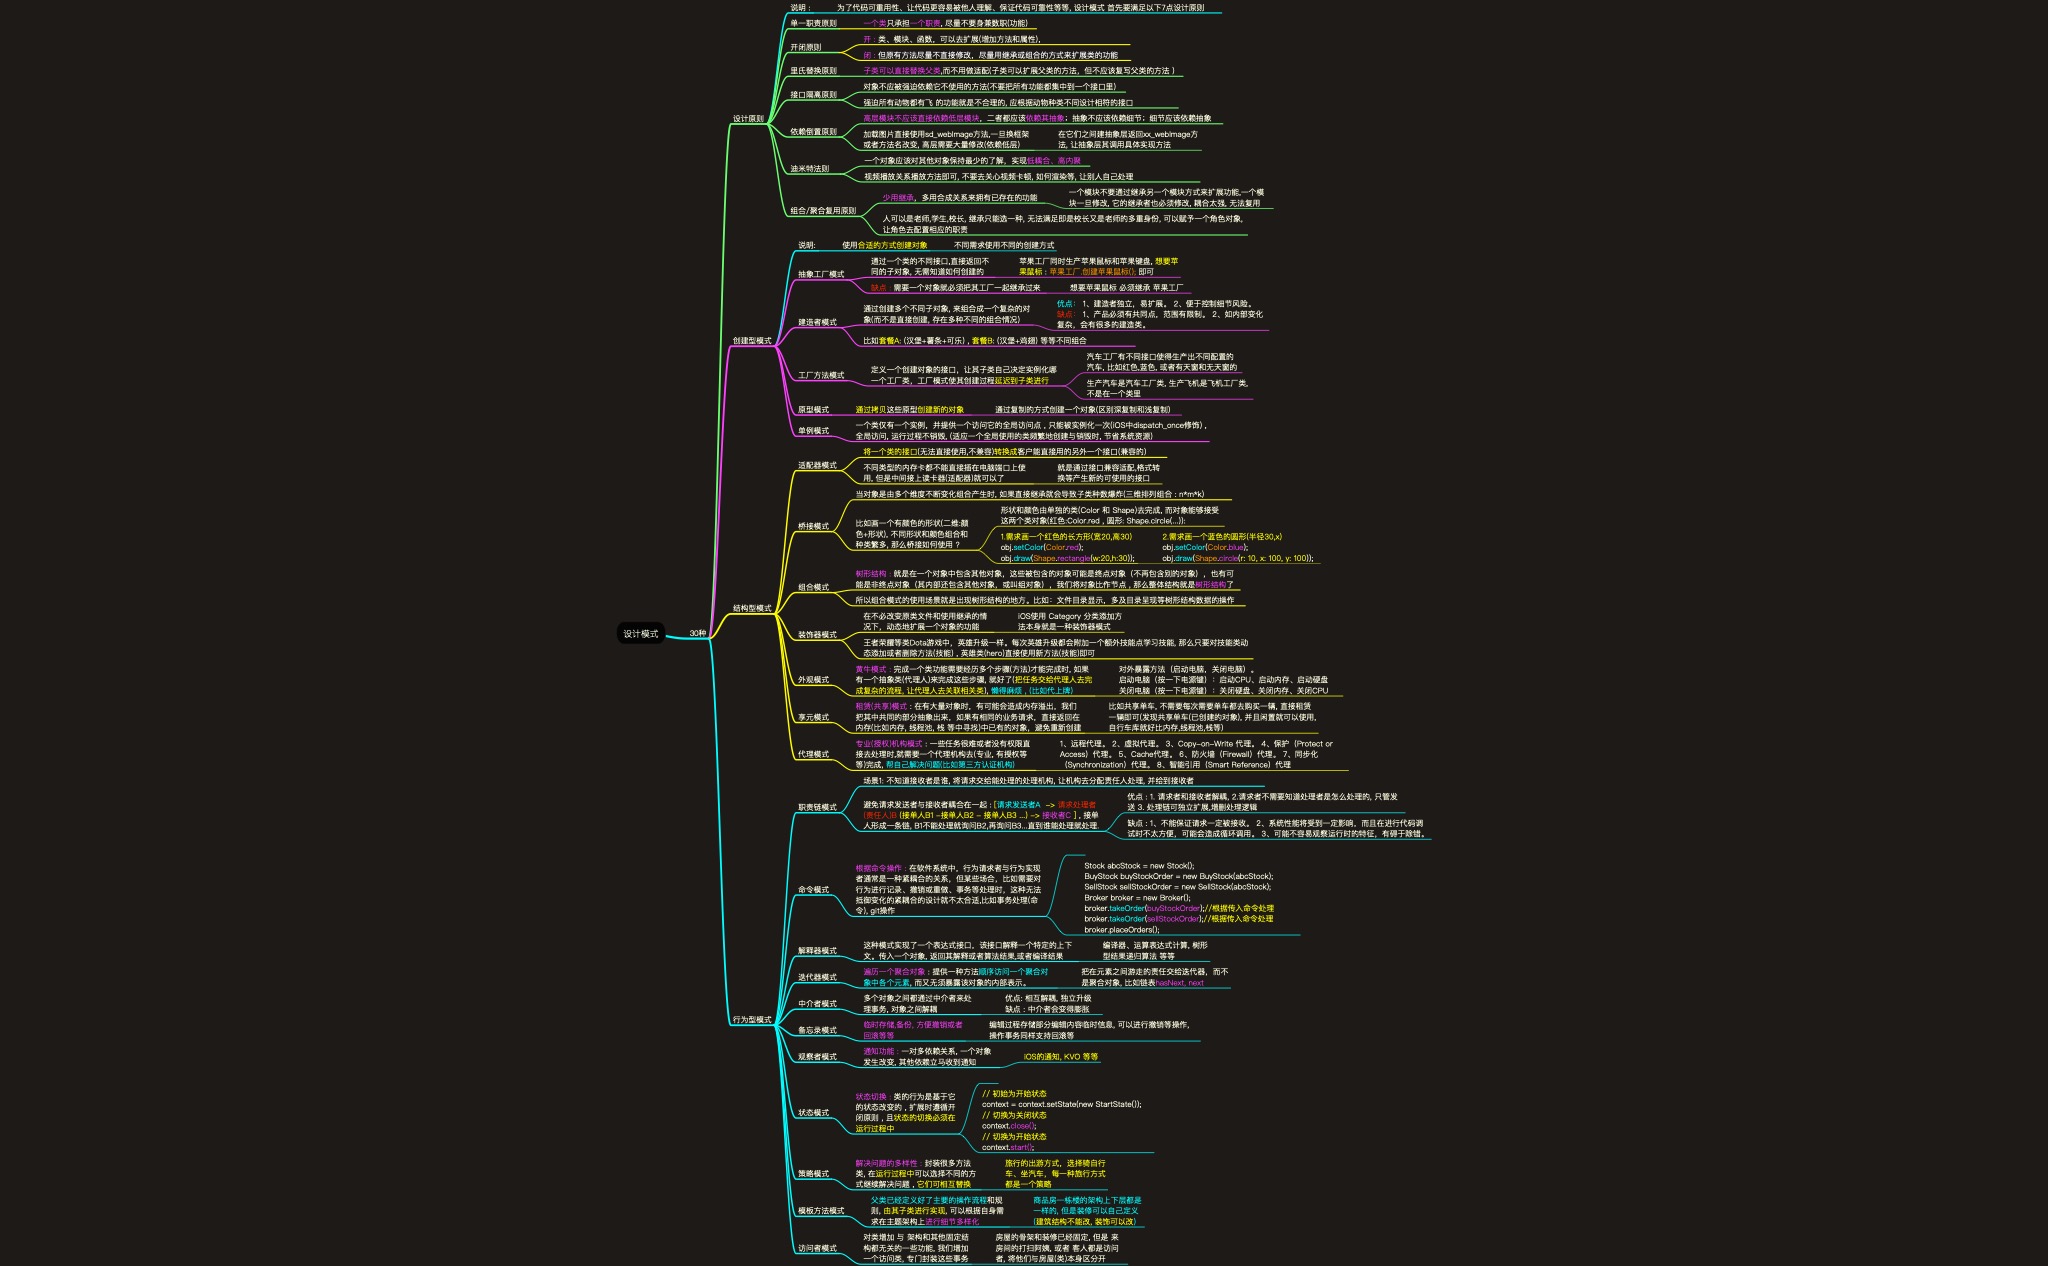 设计模式
30种
设计原则
说明：
为了代码可重用性、让代码更容易被他人理解、保证代码可靠性等等, 设计模式 首先要满足以下7点设计原则
单一职责原则
一个类只承担一个职责, 尽量不要身兼数职(功能)
开闭原则
开：类、模块、函数，可以去扩展(增加方法和属性),
闭：但原有方法尽量不直接修改，尽量用继承或组合的方式来扩展类的功能
里氏替换原则
子类可以直接替换父类,而不用做适配(子类可以扩展父类的方法，但不应该复写父类的方法 )
接口隔离原则
对象不应被强迫依赖它不使用的方法(不要把所有功能都集中到一个接口里)
强迫所有动物都有飞 的功能就是不合理的, 应根据动物种类不同设计相符的接口
依赖倒置原则
高层模块不应该直接依赖低层模块，二者都应该依赖其抽象；抽象不应该依赖细节；细节应该依赖抽象
加载图片直接使用sd_webImage方法,一旦换框架
或者方法名改变, 高层需要大量修改(依赖低层)
在它们之间建抽象层返回xx_webImage方
法, 让抽象层其调用具体实现方法
迪米特法则
一个对象应该对其他对象保持最少的了解，实现低耦合、高内聚
视频播放关系播放方法即可, 不要去关心视频卡顿, 如何渲染等, 让别人自己处理
组合/聚合复用原则
少用继承，多用合成关系来拥有已存在的功能
一个模块不要通过继承另一个模块方式来扩展功能,一个模
块一旦修改, 它的继承者也必须修改, 耦合太强, 无法复用
人可以是老师,学生,校长, 继承只能选一种, 无法满足即是校长又是老师的多重身份, 可以赋予一个角色对象,
让角色去配置相应的职责
创建型模式
说明:
使用合适的方式创建对象
不同需求使用不同的创建方式
抽象工厂模式
通过一个类的不同接口,直接返回不
同的子对象, 无需知道如何创建的
苹果工厂同时生产苹果鼠标和苹果键盘, 想要苹
果鼠标：苹果工厂.创建苹果鼠标(); 即可
缺点：需要一个对象就必须把其工厂一起继承过来
想要苹果鼠标 必须继承 苹果工厂
建造者模式
通过创建多个不同子对象, 来组合成一个复杂的对
象(而不是直接创建, 存在多种不同的组合情况)
优点： 1、建造者独立，易扩展。 2、便于控制细节风险。
缺点： 1、产品必须有共同点，范围有限制。 2、如内部变化
复杂，会有很多的建造类。
比如套餐A: (汉堡+薯条+可乐) , 套餐B: (汉堡+鸡翅) 等等不同组合
工厂方法模式
定义一个创建对象的接口，让其子类自己决定实例化哪
一个工厂类，工厂模式使其创建过程延迟到子类进行
汽车工厂有不同接口使得生产出不同配置的
汽车, 比如红色,蓝色, 或者有天窗和无天窗的
生产汽车是汽车工厂类, 生产飞机是飞机工厂类,
不是在一个类里
原型模式
通过拷贝这些原型创建新的对象
通过复制的方式创建一个对象(区别深复制和浅复制)
单例模式
一个类仅有一个实例，并提供一个访问它的全局访问点 , 只能被实例化一次(iOS中dispatch_once修饰) ,
全局访问, 运行过程不销毁, (适应一个全局使用的类频繁地创建与销毁时, 节省系统资源)
结构型模式
适配器模式
将一个类的接口(无法直接使用,不兼容)转换成客户能直接用的另外一个接口(兼容的)
不同类型的内存卡都不能直接插在电脑端口上使
用, 但是中间接上读卡器(适配器)就可以了
就是通过接口兼容适配,格式转
换等产生新的可使用的接口
桥接模式
当对象是由多个维度不断变化组合产生时, 如果直接继承就会导致子类种数爆炸(三维排列组合 : n*m*k)
比如画一个有颜色的形状(二维:颜
色+形状), 不同形状和颜色组合和
种类繁多, 那么桥接如何使用 ?
形状和颜色由单独的类(Color 和 Shape)去完成, 而对象能够接受
这两个类对象(红色:Color.red , 圆形: Shape.circle(...)):
1.需求画一个红色的长方形(宽20,高30)
obj.setColor(Color.red);
obj.draw(Shape.rectangle(w:20,h:30));
2.需求画一个蓝色的圆形(半径30,x)
obj.setColor(Color.blue);
obj.draw(Shape.circle(r: 10, x: 100, y: 100));
组合模式
树形结构：就是在一个对象中包含其他对象，这些被包含的对象可能是终点对象（不再包含别的对象），也有可
能是非终点对象（其内部还包含其他对象，或叫组对象），我们将对象比作节点 , 那么整体结构就是树形结构了
所以组合模式的使用场景就是出现树形结构的地方。比如：文件目录显示，多及目录呈现等树形结构数据的操作
装饰器模式
在不必改变原类文件和使用继承的情
况下，动态地扩展一个对象的功能
iOS使用 Category 分类添加方
法本身就是一种装饰器模式
王者荣耀等类Dota游戏中，英雄升级一样。每次英雄升级都会附加一个额外技能点学习技能, 那么只要对技能类动
态添加或者删除方法(技能) , 英雄类(hero)直接使用新方法(技能)即可
外观模式
黄牛模式：完成一个类功能需要经历多个步骤(方法)才能完成时, 如果
有一个抽象类(代理人)来完成这些步骤, 就好了(把任务交给代理人去完
成复杂的流程, 让代理人去关联相关类), 懒得麻烦 , (比如代上牌)
对外暴露方法（启动电脑，关闭电脑）。
启动电脑（按一下电源键）：启动CPU、启动内存、启动硬盘
关闭电脑（按一下电源键）：关闭硬盘、关闭内存、关闭CPU
享元模式
租赁(共享)模式：在有大量对象时，有可能会造成内存溢出，我们
把其中共同的部分抽象出来，如果有相同的业务请求，直接返回在
内存(比如内存, 线程池, 栈 等中寻找)中已有的对象，避免重新创建
比如共享单车, 不需要每次需要单车都去购买一辆, 直接租赁
一辆即可(发现共享单车(已创建的对象), 并且闲置就可以使用,
自行车库就好比内存,线程池,栈等)
代理模式
专业(授权)机构模式：一些任务很难或者没有权限直
接去处理时,就需要一个代理机构去(专业, 有授权等
等)完成, 帮自己解决问题(比如第三方认证机构)
1、远程代理。 2、虚拟代理。 3、Copy-on-Write 代理。 4、保护（Protect or
Access）代理。 5、Cache代理。 6、防火墙（Firewall）代理。 7、同步化
（Synchronization）代理。 8、智能引用（Smart Reference）代理
行为型模式
职责链模式
场景1: 不知道接收者是谁, 将请求交给能处理的处理机构, 让机构去分配责任人处理, 并给到接收者
避免请求发送者与接收者耦合在一起：[请求发送者A -> 请求处理者
(责任人)B (接单人B1 -接单人B2 - 接单人B3 ...) -> 接收者C ] , 接单
人形成一条链, B1不能处理就询问B2,再询问B3...直到谁能处理就处理.
优点 : 1. 请求者和接收者解耦, 2.请求者不需要知道处理者是怎么处理的, 只管发
送 3. 处理链可独立扩展,增删处理逻辑
缺点 : 1、不能保证请求一定被接收。 2、系统性能将受到一定影响，而且在进行代码调
试时不太方便，可能会造成循环调用。 3、可能不容易观察运行时的特征，有碍于除错。
命令模式
根据命令操作：在软件系统中，行为请求者与行为实现
者通常是一种紧耦合的关系，但某些场合，比如需要对
行为进行记录、撤销或重做、事务等处理时，这种无法
抵御变化的紧耦合的设计就不太合适,比如事务处理(命
令), git操作
Stock abcStock = new Stock();
BuyStock buyStockOrder = new BuyStock(abcStock);
SellStock sellStockOrder = new SellStock(abcStock);
Broker broker = new Broker();
broker.takeOrder(buyStockOrder);//根据传入命令处理
broker.takeOrder(sellStockOrder);//根据传入命令处理
broker.placeOrders();
解释器模式
这种模式实现了一个表达式接口，该接口解释一个特定的上下
文。传入一个对象, 返回其解释或者算法结果,或者编译结果
编译器、运算表达式计算, 树形
型结果递归算法 等等
迭代器模式
遍历一个聚合对象：提供一种方法顺序访问一个聚合对
象中各个元素, 而又无须暴露该对象的内部表示。
把在元素之间游走的责任交给迭代器，而不
是聚合对象, 比如链表hasNext, next
中介者模式
多个对象之间都通过中介者来处
理事务, 对象之间解耦
优点: 相互解耦, 独立升级
缺点 : 中介者会变得膨胀
备忘录模式
临时存储,备份, 方便撤销或者
回滚等等
编辑过程存储部分编辑内容临时信息, 可以进行撤销等操作,
操作事务同样支持回滚等
观察者模式
通知功能：一对多依赖关系, 一个对象
发生改变, 其他依赖立马收到通知
iOS的通知, KVO 等等
状态模式
状态切换：类的行为是基于它
的状态改变的 , 扩展时遵循开
闭原则 , 且状态的切换必须在
运行过程中
// 初始为开始状态
context = context.setState(new StartState());
// 切换为关闭状态
context.close();
// 切换为开始状态
context.start();
策略模式
解决问题的多样性：封装很多方法
类, 在运行过程中可以选择不同的方
式继续解决问题 , 它们可相互替换
旅行的出游方式，选择骑自行
车、坐汽车，每一种旅行方式
都是一个策略
模板方法模式
父类已经定义好了主要的操作流程和规
则, 由其子类进行实现, 可以根据自身需
求在主题架构上进行细节多样化
商品房一栋楼的架构上下层都是
一样的, 但是装修可以自己定义
(建筑结构不能改, 装饰可以改)
访问者模式
对类增加 与 架构和其他固定结
构都无关的一些功能, 我们增加
一个访问类, 专门封装这些事务
房屋的骨架和装修已经固定, 但是 来
房间的打扫阿姨, 或者 客人都是访问
者, 将他们与房屋(类)本身区分开